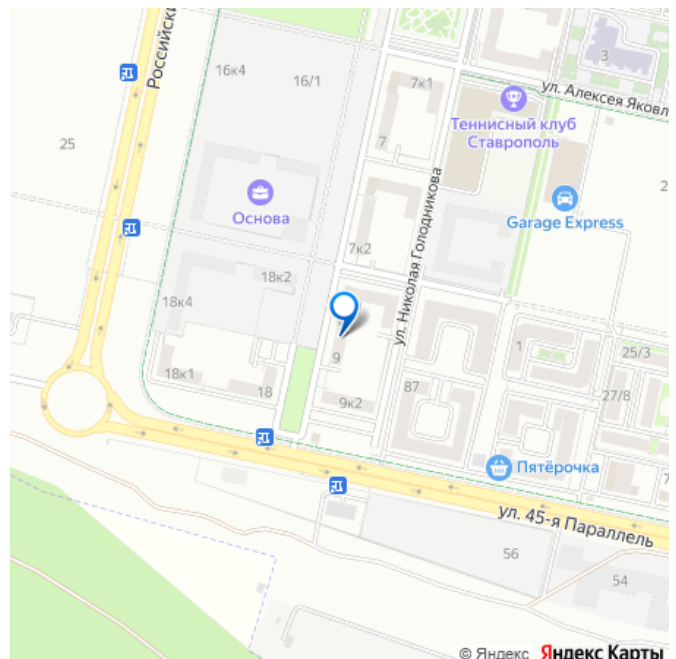 Российски
16к4
16/1
7к1
3
ул. Алексея Яковл
Теннисный клуб
Ставрополь
7
25
Основа
ул. Николая Голодникова
2
Garage Express
7к2
18к2
18к4
9
1
25/3
18к1
18
9к2
87
27/8
Пятёрочка
7
ул. 45-я Параллель
56
54
© Яндекс Яндекс Карты